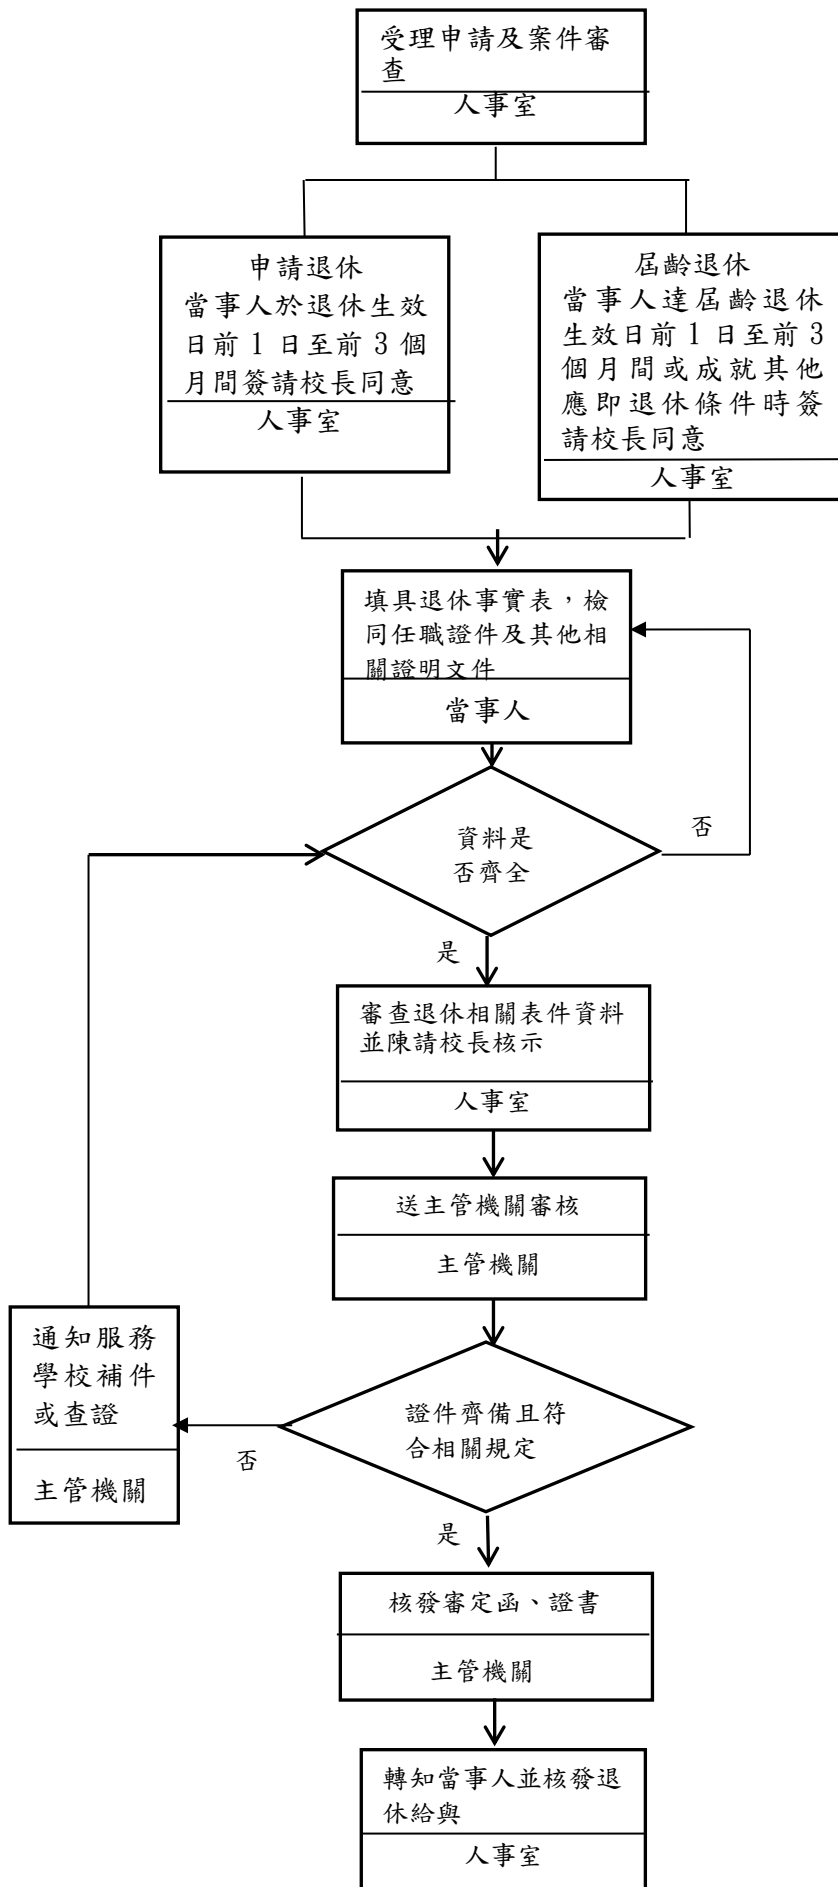 受理申請及案件審
查
人事室
申請退休
當事人於退休生效
日前 1 日至前 3 個
月間簽請校長同意
人事室
屆齡退休
當事人達屆齡退休
生效日前 1 日至前 3
個月間或成就其他
應即退休條件時簽
請校長同意
人事室
填具退休事實表，檢
同任職證件及其他相
關證明文件
當事人
資料是
否齊全
否
是
審查退休相關表件資料
並陳請校長核示
人事室
送主管機關審核
主管機關
通知服務
學校補件
或查證
主管機關
證件齊備且符
合相關規定
否
是
核發審定函、證書
主管機關
轉知當事人並核發退
休給與
人事室